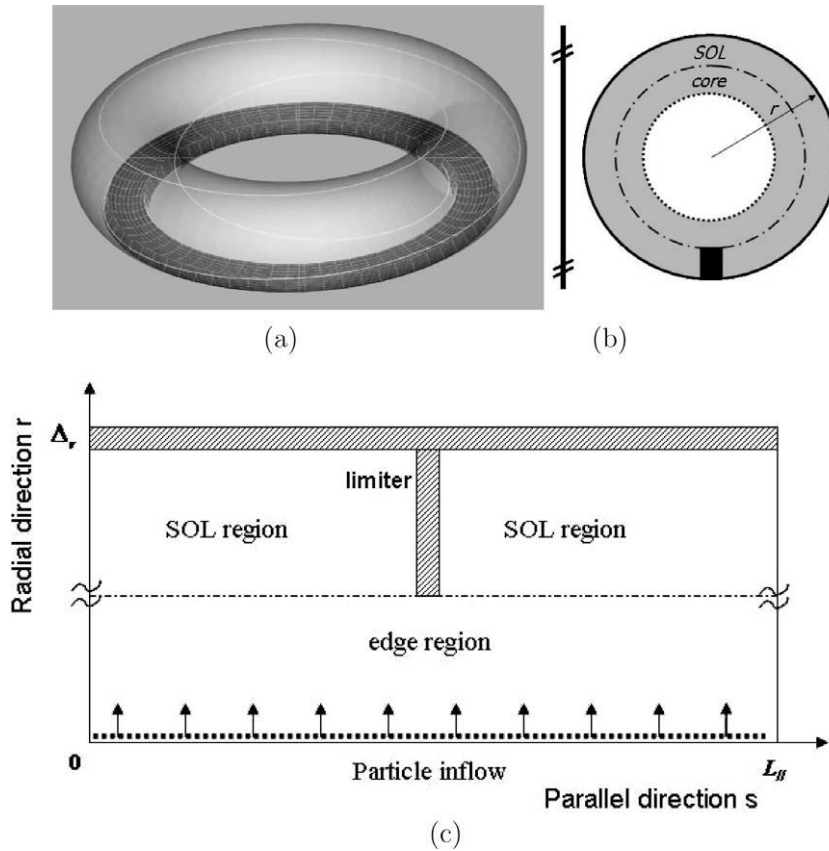 SOL
core
r
(a)
(b)
Radial direction r
Δr
limiter
SOL region
SOL region
edge region
0
Particle inflow
L//
Parallel direction s
(c)